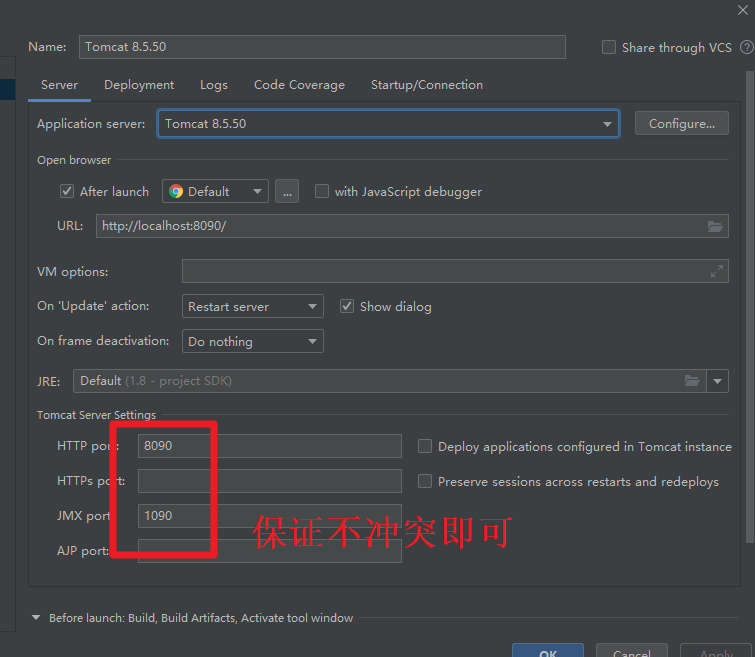 Name: Tomcat 8.5.50 Share through VCS ?
Server Deployment Logs Code Coverage Startup/Connection
Application server: Tomcat 8.5.50 Configure...
Open browser
After launch Default ... with JavaScript debugger
URL: http://localhost:8090/
VM options:
On 'Update' action: Restart server Show dialog
On frame deactivation: Do nothing
JRE: Default (1.8 - project SDK)
Tomcat Server Settings
HTTP port: 8090 Deploy applications configured in Tomcat instance
HTTPs port: Preserve sessions across restarts and redeploys
JMX port 1090
保证不冲突即可
AJP port:
Before launch: Build, Build Artifacts, Activate tool window
OK Cancel Apply